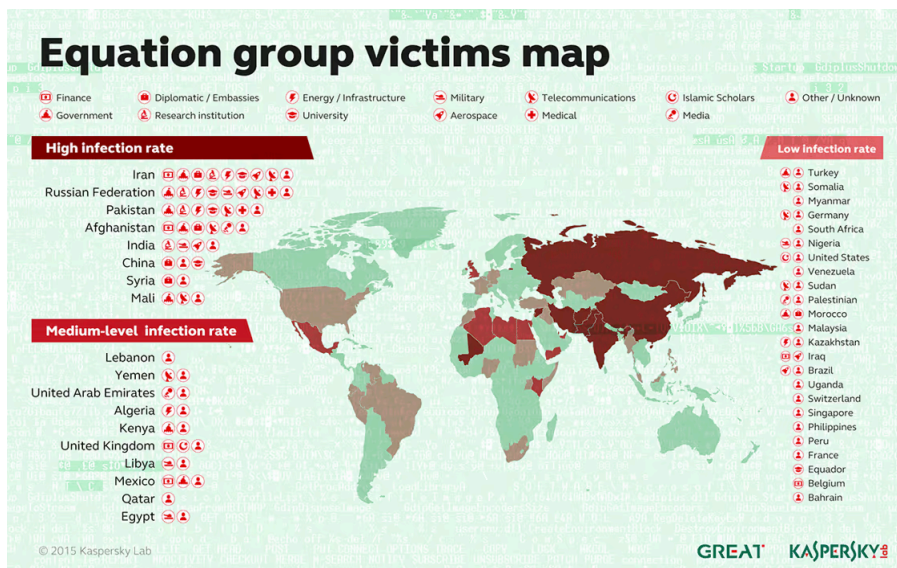 Equation group victims map
Finance
Diplomatic / Embassies
Energy / Infrastructure
Military
Telecommunications
Islamic Scholars
Other / Unknown
Government
Research institution
University
Aerospace
Medical
Media
High infection rate
Iran
Russian Federation
Pakistan
Afghanistan
India
China
Syria
Mali
Medium-level infection rate
Lebanon
Yemen
United Arab Emirates
Algeria
Kenya
United Kingdom
Libya
Mexico
Qatar
Egypt
Low infection rate
Turkey
Somalia
Myanmar
Germany
South Africa
Nigeria
United States
Venezuela
Sudan
Palestinian
Morocco
Malaysia
Kazakhstan
Iraq
Brazil
Uganda
Switzerland
Singapore
Philippines
Peru
France
Equador
Belgium
Bahrain
© 2015 Kaspersky Lab
GREAT
KASPERSKY lab